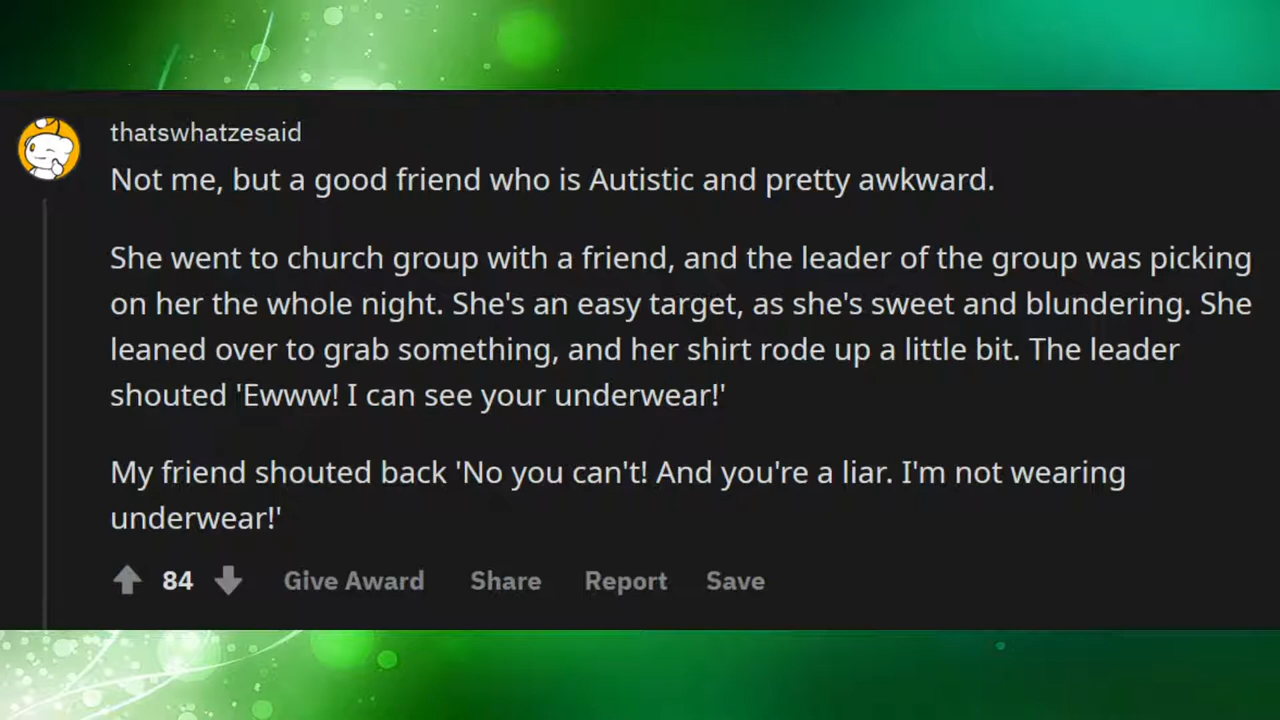 thatswhatzesaid
Not me, but a good friend who is Autistic and pretty awkward.
She went to church group with a friend, and the leader of the group was picking
on her the whole night. She's an easy target, as she's sweet and blundering. She
leaned over to grab something, and her shirt rode up a little bit. The leader
shouted 'Ewww! I can see your underwear!'
My friend shouted back 'No you can't! And you're a liar. I'm not wearing
underwear!'
84 Give Award Share Report Save